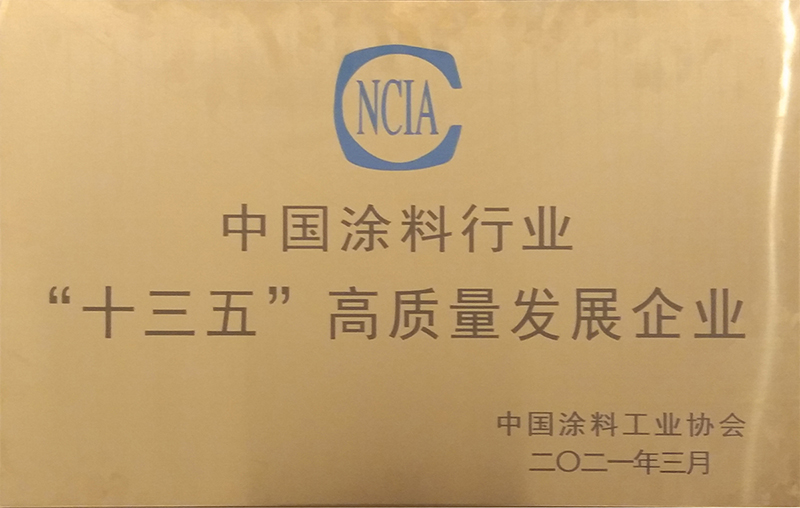 NCIA
中国涂料行业
“十三五”高质量发展企业
中国涂料工业协会
二〇二一年三月